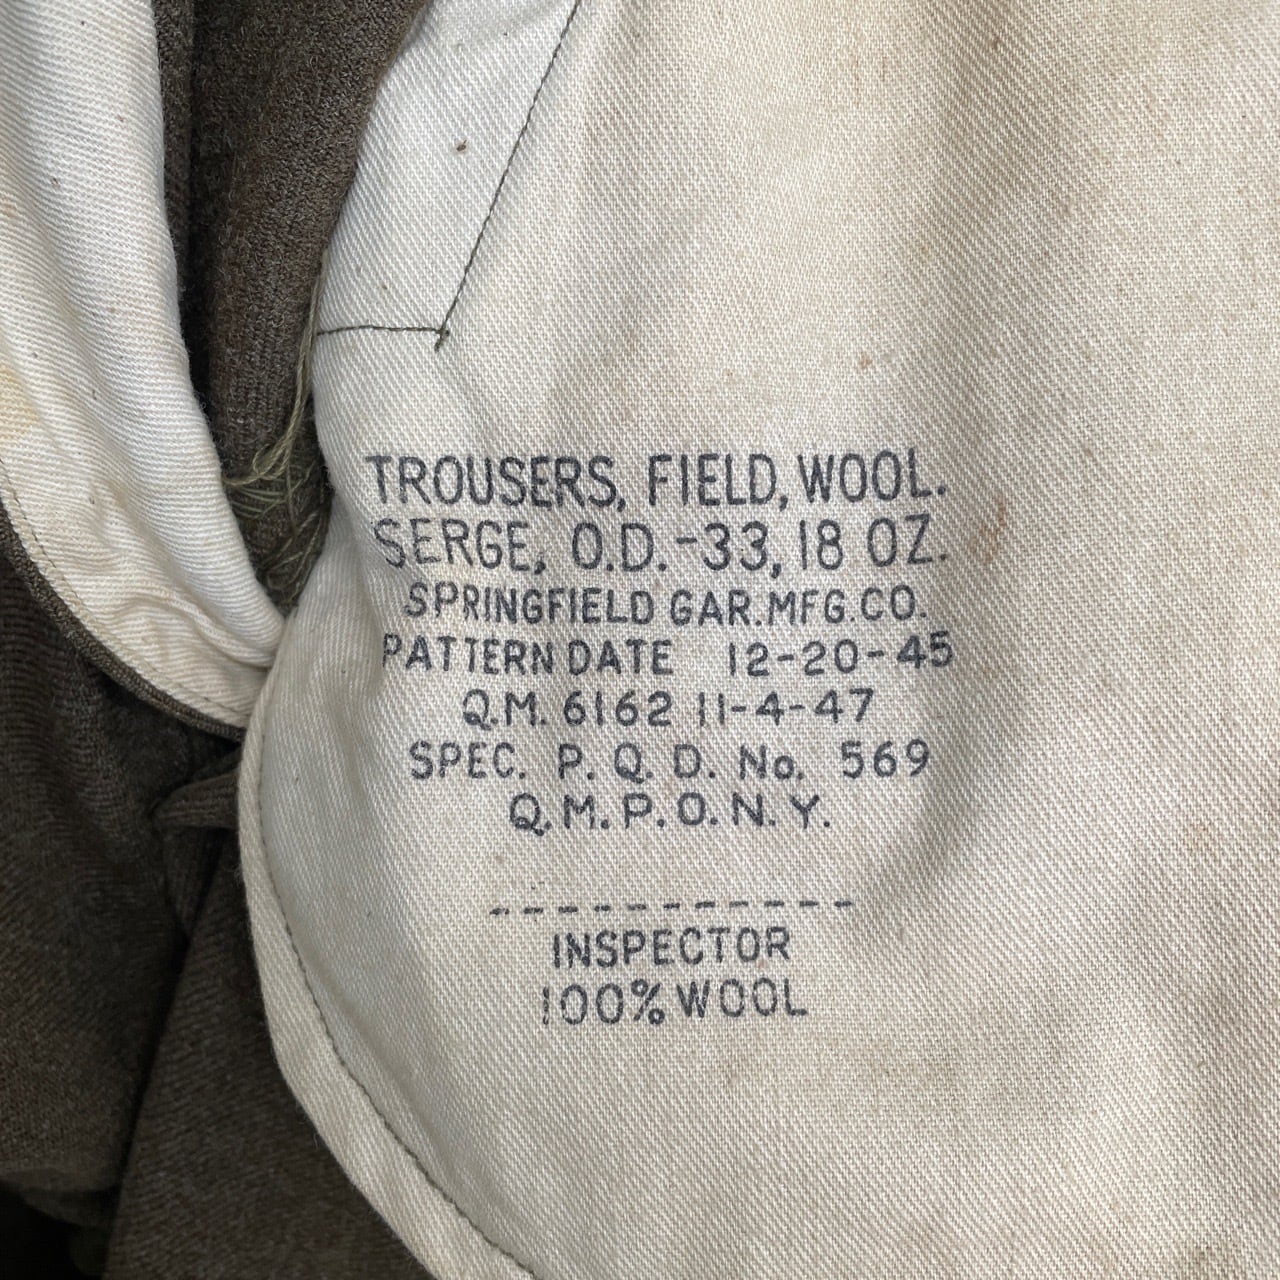 TROUSERS, FIELD, WOOL.
SERGE, O.D.-33, 18 OZ.
SPRINGFIELD GAR. MFG. CO.
PATTERN DATE 12-20-45
Q.M. 6162 11-4-47
SPEC. P. Q. D. No. 569
Q.M.P.O.N.Y.
-----------
INSPECTOR
100% WOOL